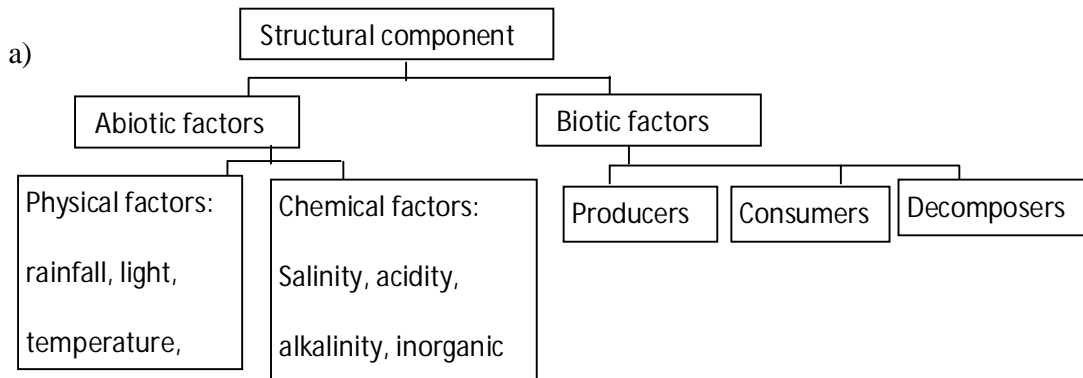 a)
Structural component
Abiotic factors
Biotic factors
Physical factors:
rainfall, light,
temperature,
Chemical factors:
Salinity, acidity,
alkalinity, inorganic
Producers
Consumers
Decomposers